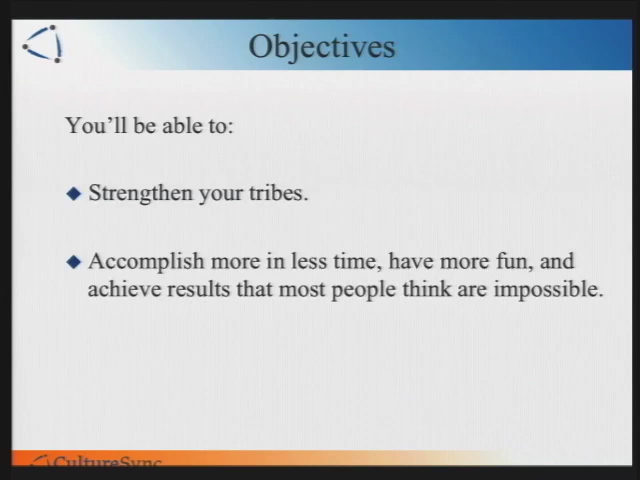 Objectives
You'll be able to:
Strengthen your tribes.
Accomplish more in less time, have more fun, and
achieve results that most people think are impossible.
CultureSync